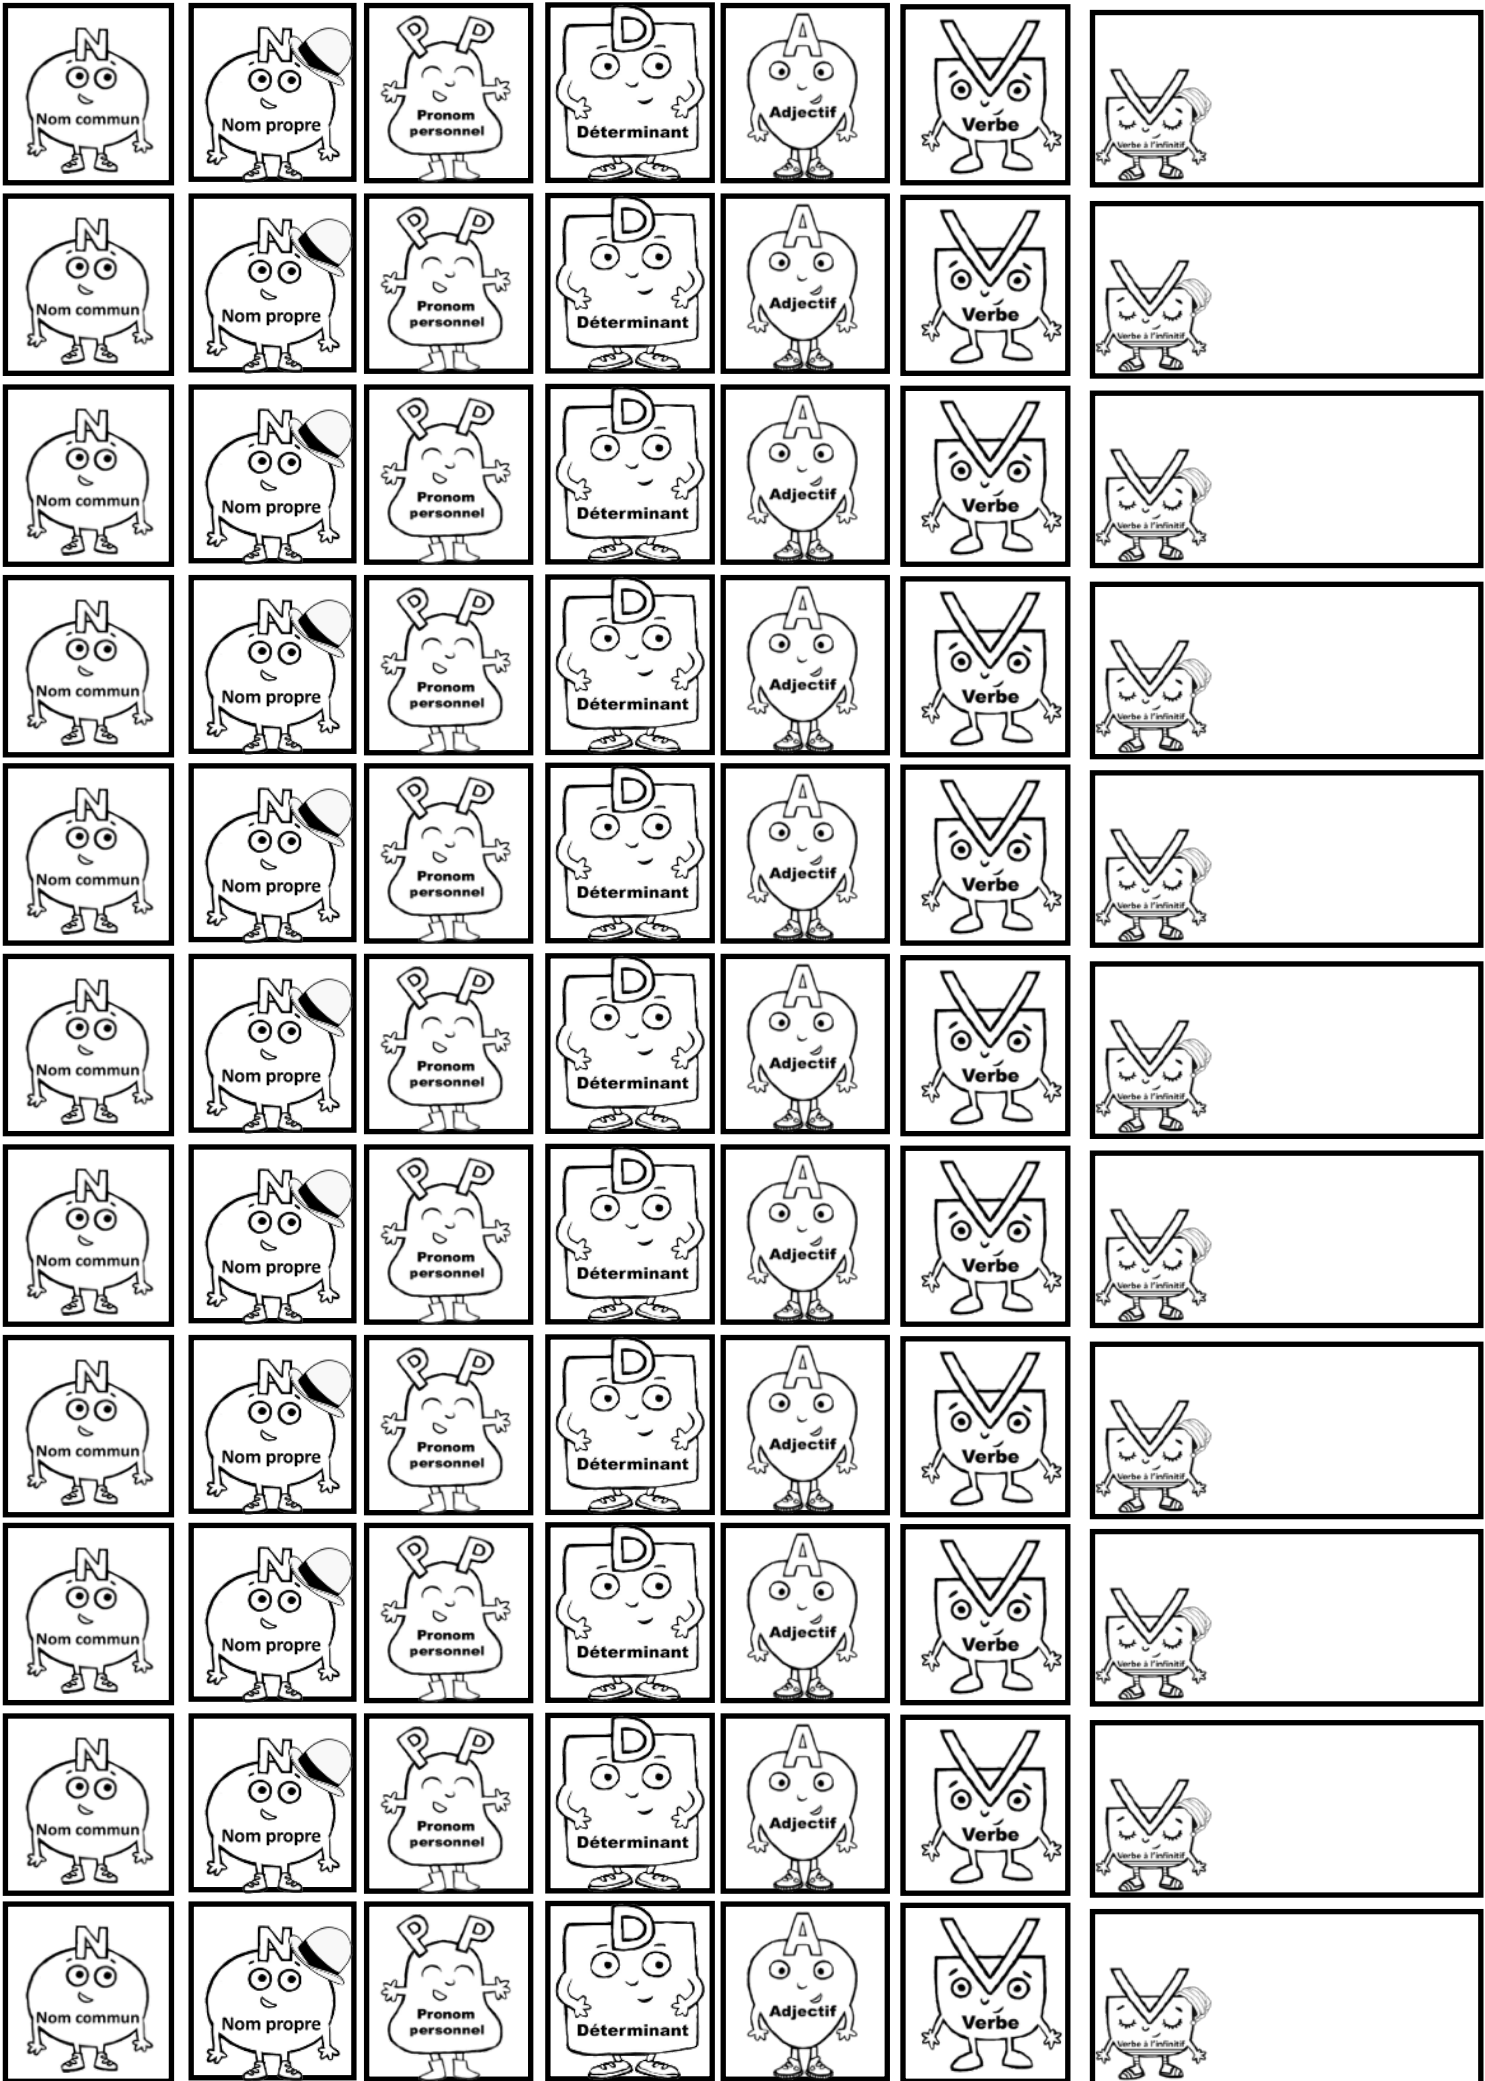 N
Nom commun
N
Nom propre
P P
Pronom
personnel
D
Déterminant
A
Adjectif
V
Verbe
V
Verbe à l'infinitif
N
Nom commun
N
Nom propre
P P
Pronom
personnel
D
Déterminant
A
Adjectif
V
Verbe
V
Verbe à l'infinitif
N
Nom commun
N
Nom propre
P P
Pronom
personnel
D
Déterminant
A
Adjectif
V
Verbe
V
Verbe à l'infinitif
N
Nom commun
N
Nom propre
P P
Pronom
personnel
D
Déterminant
A
Adjectif
V
Verbe
V
Verbe à l'infinitif
N
Nom commun
N
Nom propre
P P
Pronom
personnel
D
Déterminant
A
Adjectif
V
Verbe
V
Verbe à l'infinitif
N
Nom commun
N
Nom propre
P P
Pronom
personnel
D
Déterminant
A
Adjectif
V
Verbe
V
Verbe à l'infinitif
N
Nom commun
N
Nom propre
P P
Pronom
personnel
D
Déterminant
A
Adjectif
V
Verbe
V
Verbe à l'infinitif
N
Nom commun
N
Nom propre
P P
Pronom
personnel
D
Déterminant
A
Adjectif
V
Verbe
V
Verbe à l'infinitif
N
Nom commun
N
Nom propre
P P
Pronom
personnel
D
Déterminant
A
Adjectif
V
Verbe
V
Verbe à l'infinitif
N
Nom commun
N
Nom propre
P P
Pronom
personnel
D
Déterminant
A
Adjectif
V
Verbe
V
Verbe à l'infinitif
N
Nom commun
N
Nom propre
P P
Pronom
personnel
D
Déterminant
A
Adjectif
V
Verbe
V
Verbe à l'infinitif